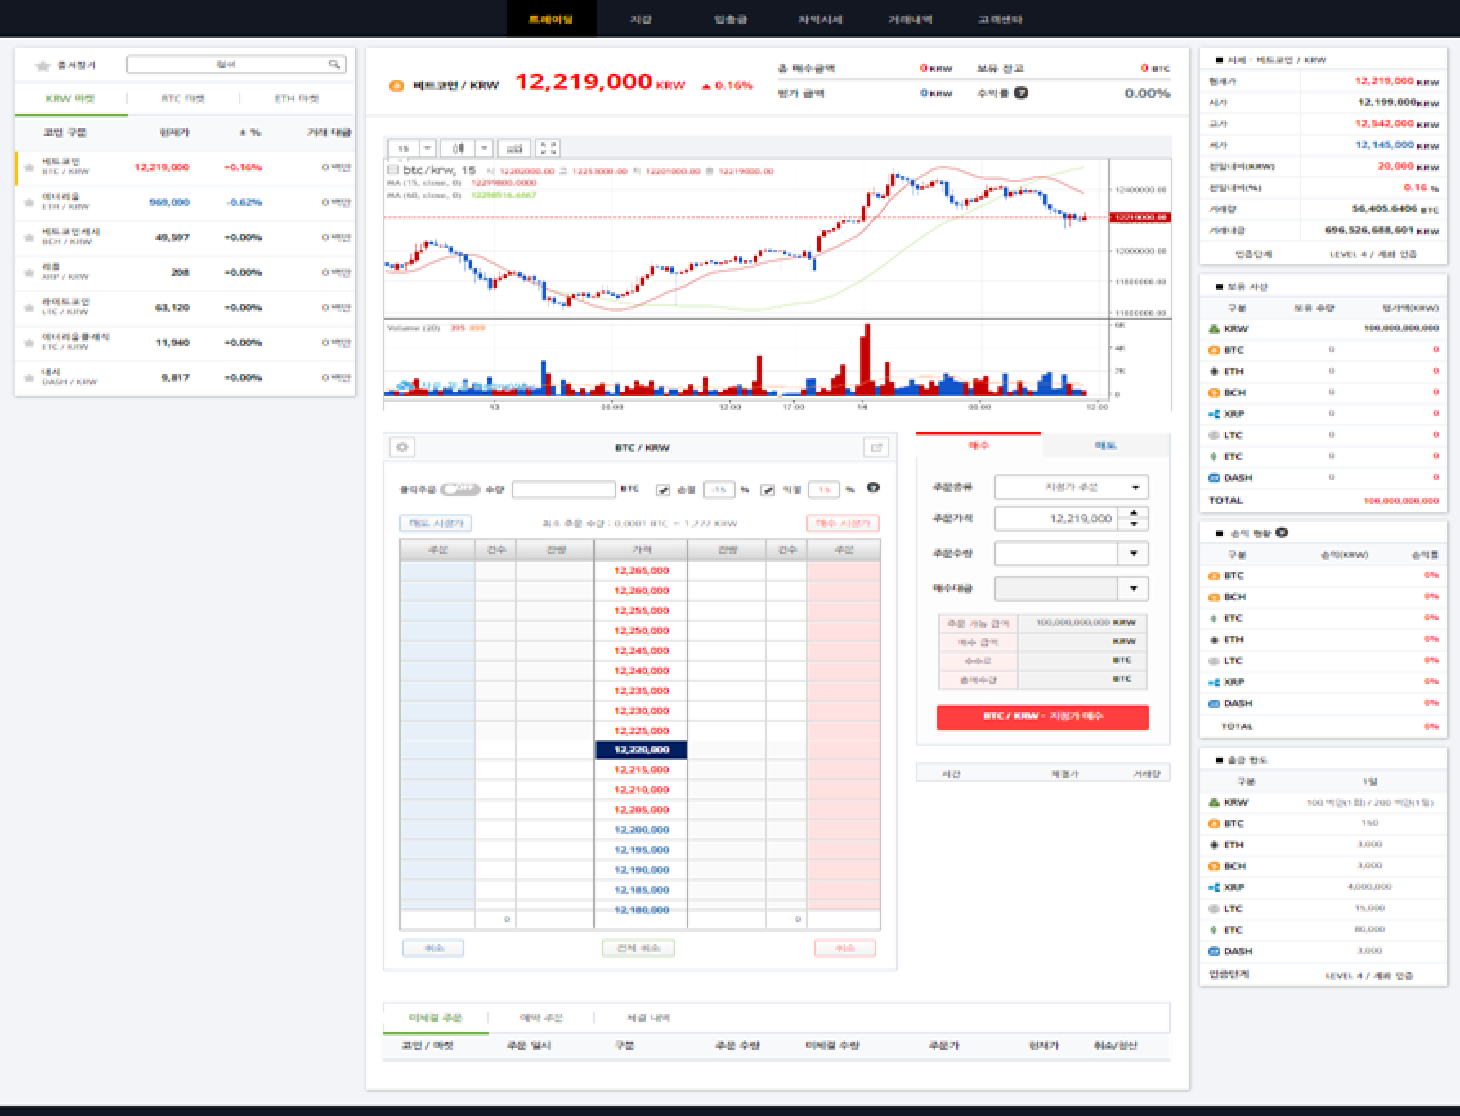 트레이딩 지갑 입출금 차익시세 거래내역 고객센터
즐겨찾기
KRW 마켓 BTC 마켓 ETH 마켓
코인 구분 현재가 ± % 거래 대금
비트코인 12,219,000 +0.16% 0 백만
BTC / KRW
이더리움 969,000 -0.62% 0 백만
ETH / KRW
비트코인캐시 49,597 +0.00% 0 백만
BCH / KRW
리플 208 +0.00% 0 백만
XRP / KRW
라이트코인 63,120 +0.00% 0 백만
LTC / KRW
이더리움클래식 11,940 +0.00% 0 백만
ETC / KRW
대시 9,817 +0.00% 0 백만
DASH / KRW
비트코인 / KRW 12,219,000 KRW ▲ 0.16%
총 매수금액 0 KRW 보유 잔고 0 BTC
평가 금액 0 KRW 수익률 0.00%
15
btc/krw, 15 시 12202000.00 고 12253000.00 저 12201000.00 종 12219000.00
MA (15, close, 0) 12219800.0000
MA (60, close, 0)
12400000.00
12219000.00
12000000.00
11800000.00
11600000.00
Volume (20) 395
6K
4K
2K
0
13 06:00 12:00 17:00 14 06:00 12:00
BTC / KRW
클릭주문 OFF 수량 BTC 손절 -15 % 익절 15 %
매도 시장가 최소 주문 수량 : 0.0001 BTC ~ 1,222 KRW 매수 시장가
주문 건수 잔량 가격 잔량 건수 주문
12,265,000
12,260,000
12,255,000
12,250,000
12,245,000
12,240,000
12,235,000
12,230,000
12,225,000
12,220,000
12,215,000
12,210,000
12,205,000
12,200,000
12,195,000
12,190,000
12,185,000
12,180,000
0 0
취소 전체 취소 취소
매수 매도
주문종류 지정가 주문
주문가격 12,219,000
주문수량
매수대금
주문 가능 금액 100,000,000,000 KRW
매수 금액 KRW
수수료 BTC
총매수량 BTC
BTC / KRW - 지정가 매수
시간 체결가 거래량
미체결 주문 예약 주문 체결 내역
코인 / 마켓 주문 일시 구분 주문 수량 미체결 수량 주문가 현재가 취소/정산
시세 - 비트코인 / KRW
현재가 12,219,000 KRW
시가 12,199,000 KRW
고가 12,542,000 KRW
저가 12,145,000 KRW
전일대비(KRW) 20,000 KRW
전일대비(%) 0.16 %
거래량 56,405.6406 BTC
거래대금 696,526,688,601 KRW
인증단계 LEVEL 4 / 계좌 인증
보유 자산
구분 보유 수량 평가액(KRW)
KRW 100,000,000,000
BTC 0 0
ETH 0 0
BCH 0 0
XRP 0 0
LTC 0 0
ETC 0 0
DASH 0 0
TOTAL 100,000,000,000
손익 현황
구분 손익(KRW) 손익률
BTC 0%
BCH 0%
ETC 0%
ETH 0%
LTC 0%
XRP 0%
DASH 0%
TOTAL 0%
출금 한도
구분 1일
KRW 100 백만(1회) / 200 백만(1일)
BTC 150
ETH 3,000
BCH 3,000
XRP 4,000,000
LTC 15,000
ETC 80,000
DASH 3,000
인증단계 LEVEL 4 / 계좌 인증